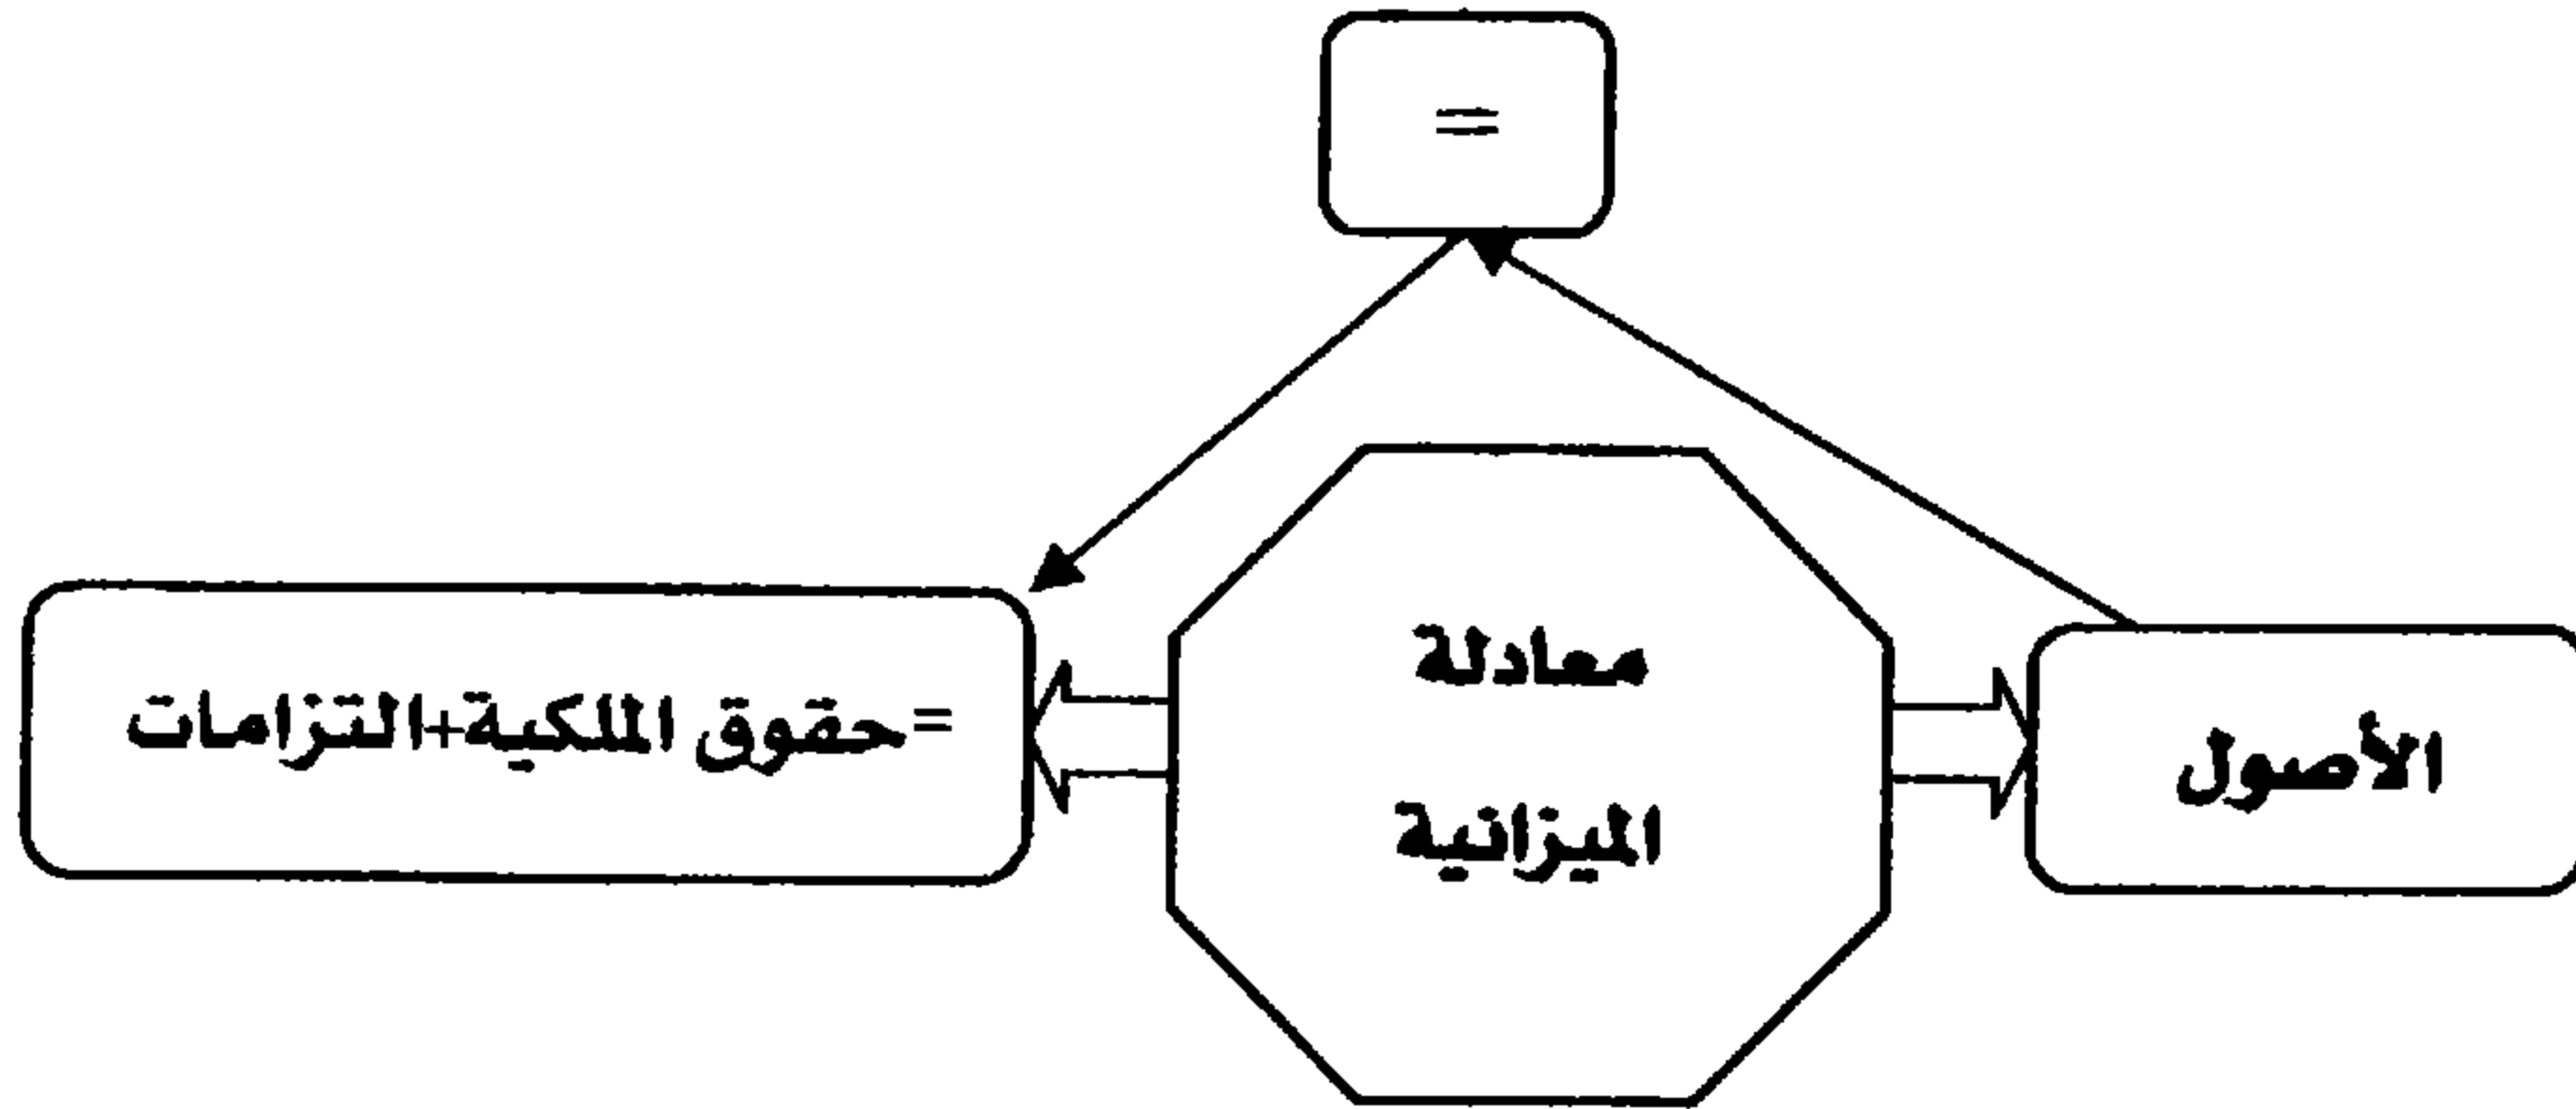 =
معادلة
الميزانية
الأصول
=حقوق الملكية+التزامات